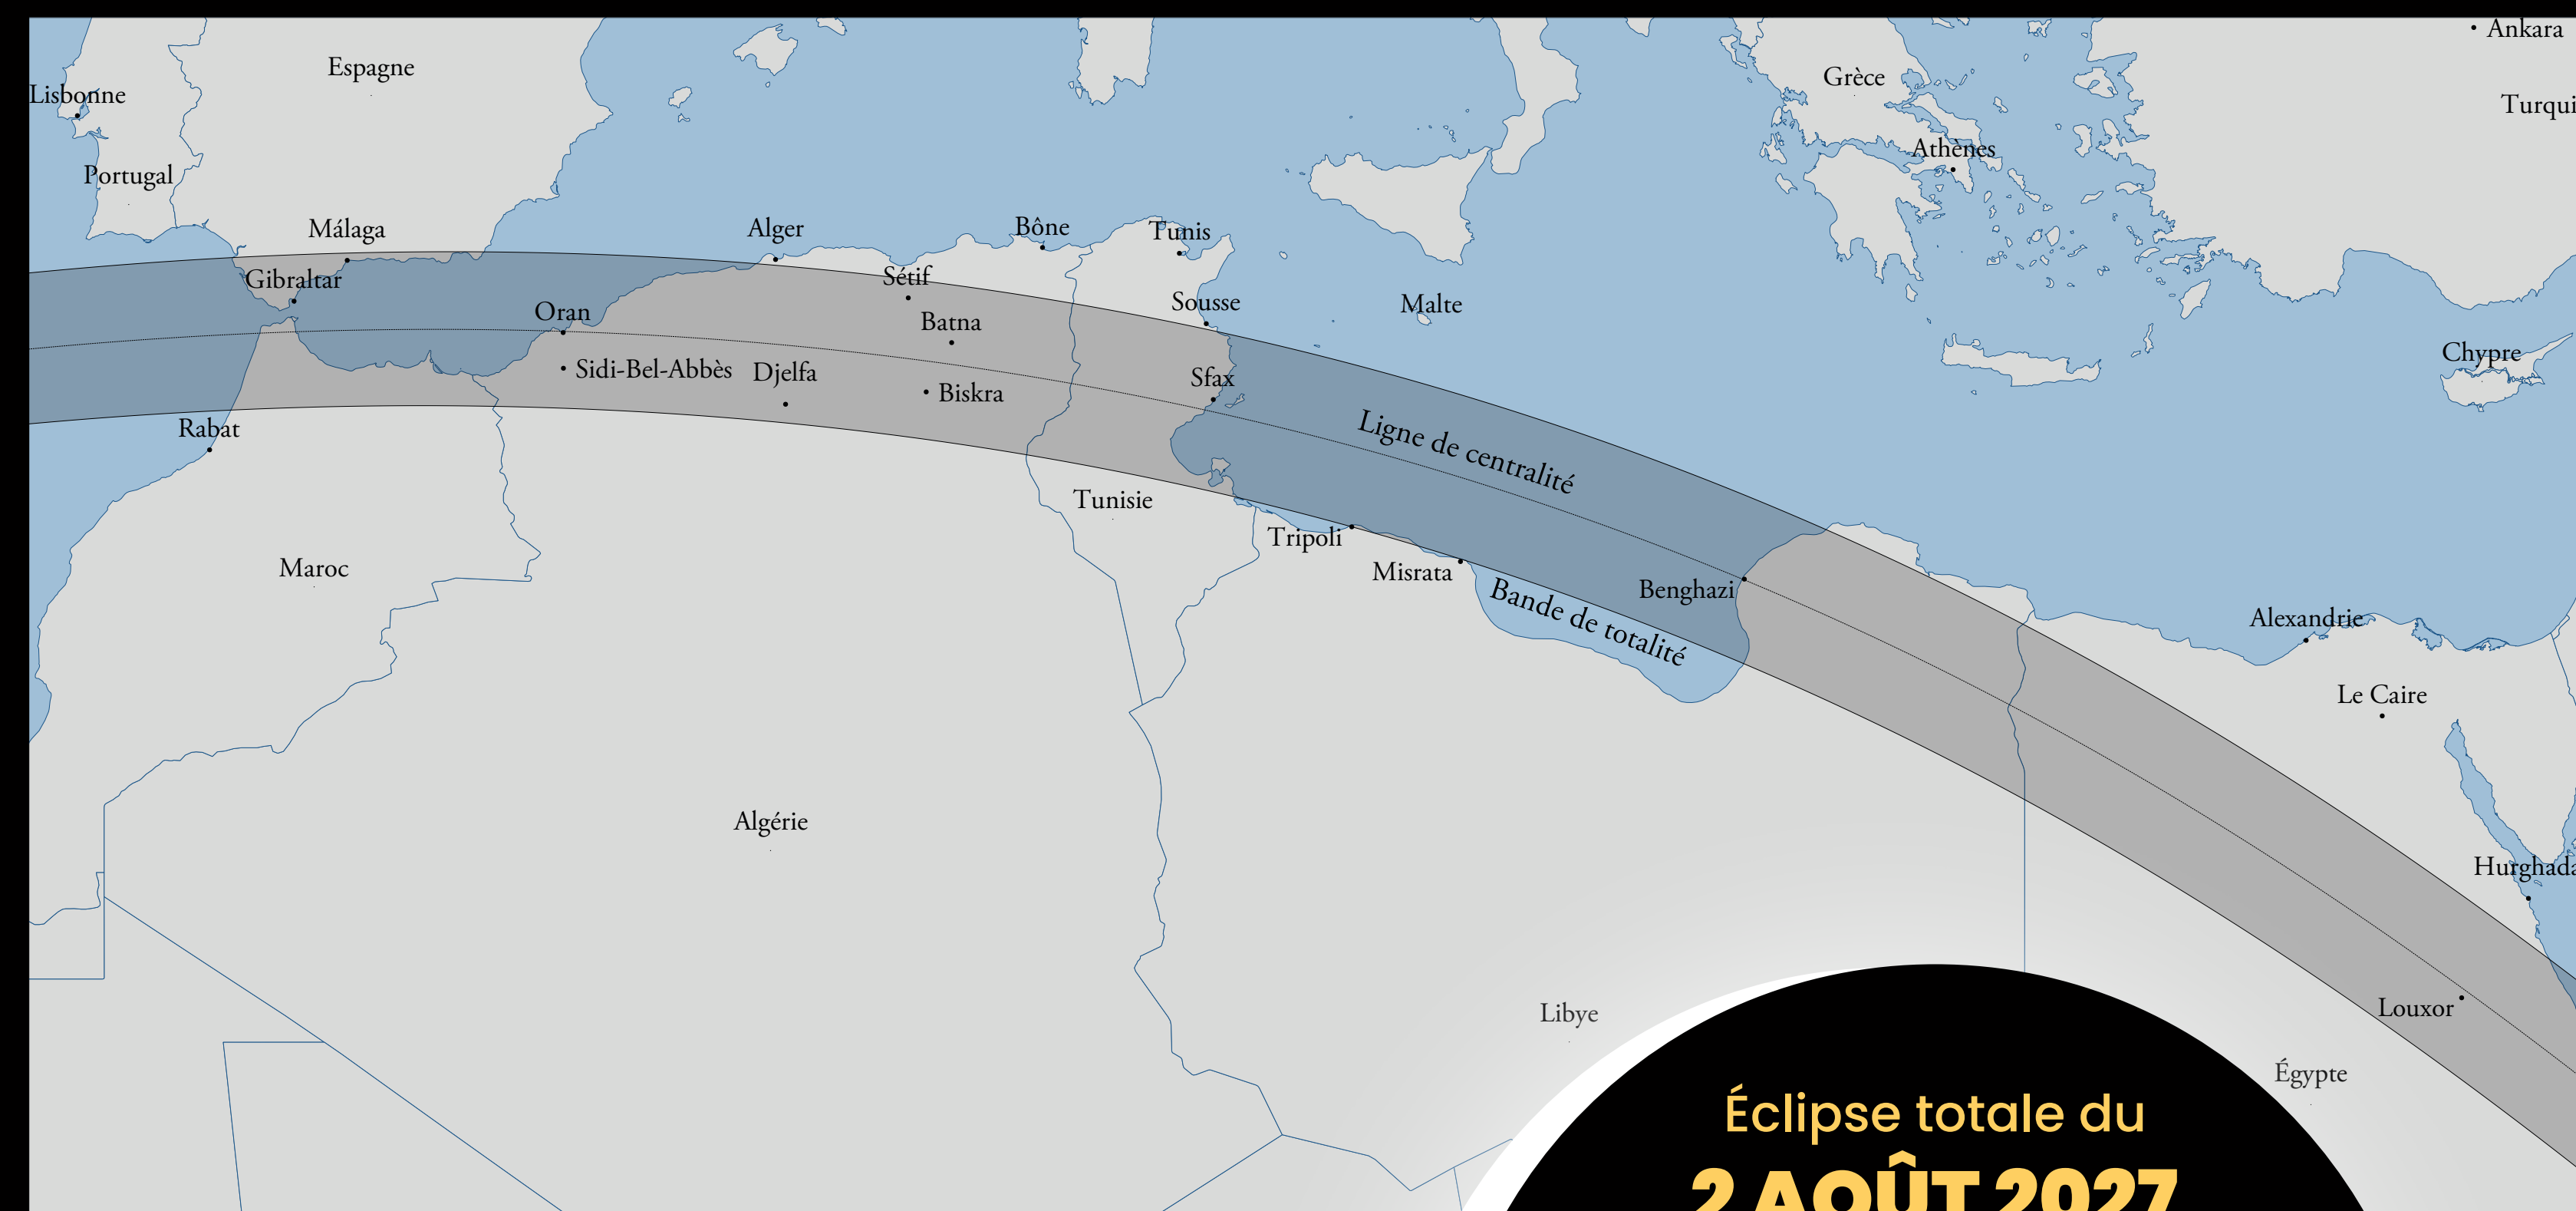 Ankara
Espagne
Grèce
Lisbonne
Athènes
Portugal
Málaga
Alger
Bône
Tunis
Gibraltar
Sétif
Sousse
Malte
Oran
Batna
Chypre
Sidi-Bel-Abbès
Djelfa
Sfax
Biskra
Rabat
Ligne de centralité
Tunisie
Tripoli
Maroc
Misrata
Benghazi
Bande de totalité
Alexandrie
Le Caire
Algérie
Hurghada
Libye
Louxor
Égypte
Éclipse totale du
2 AOÛT 2027